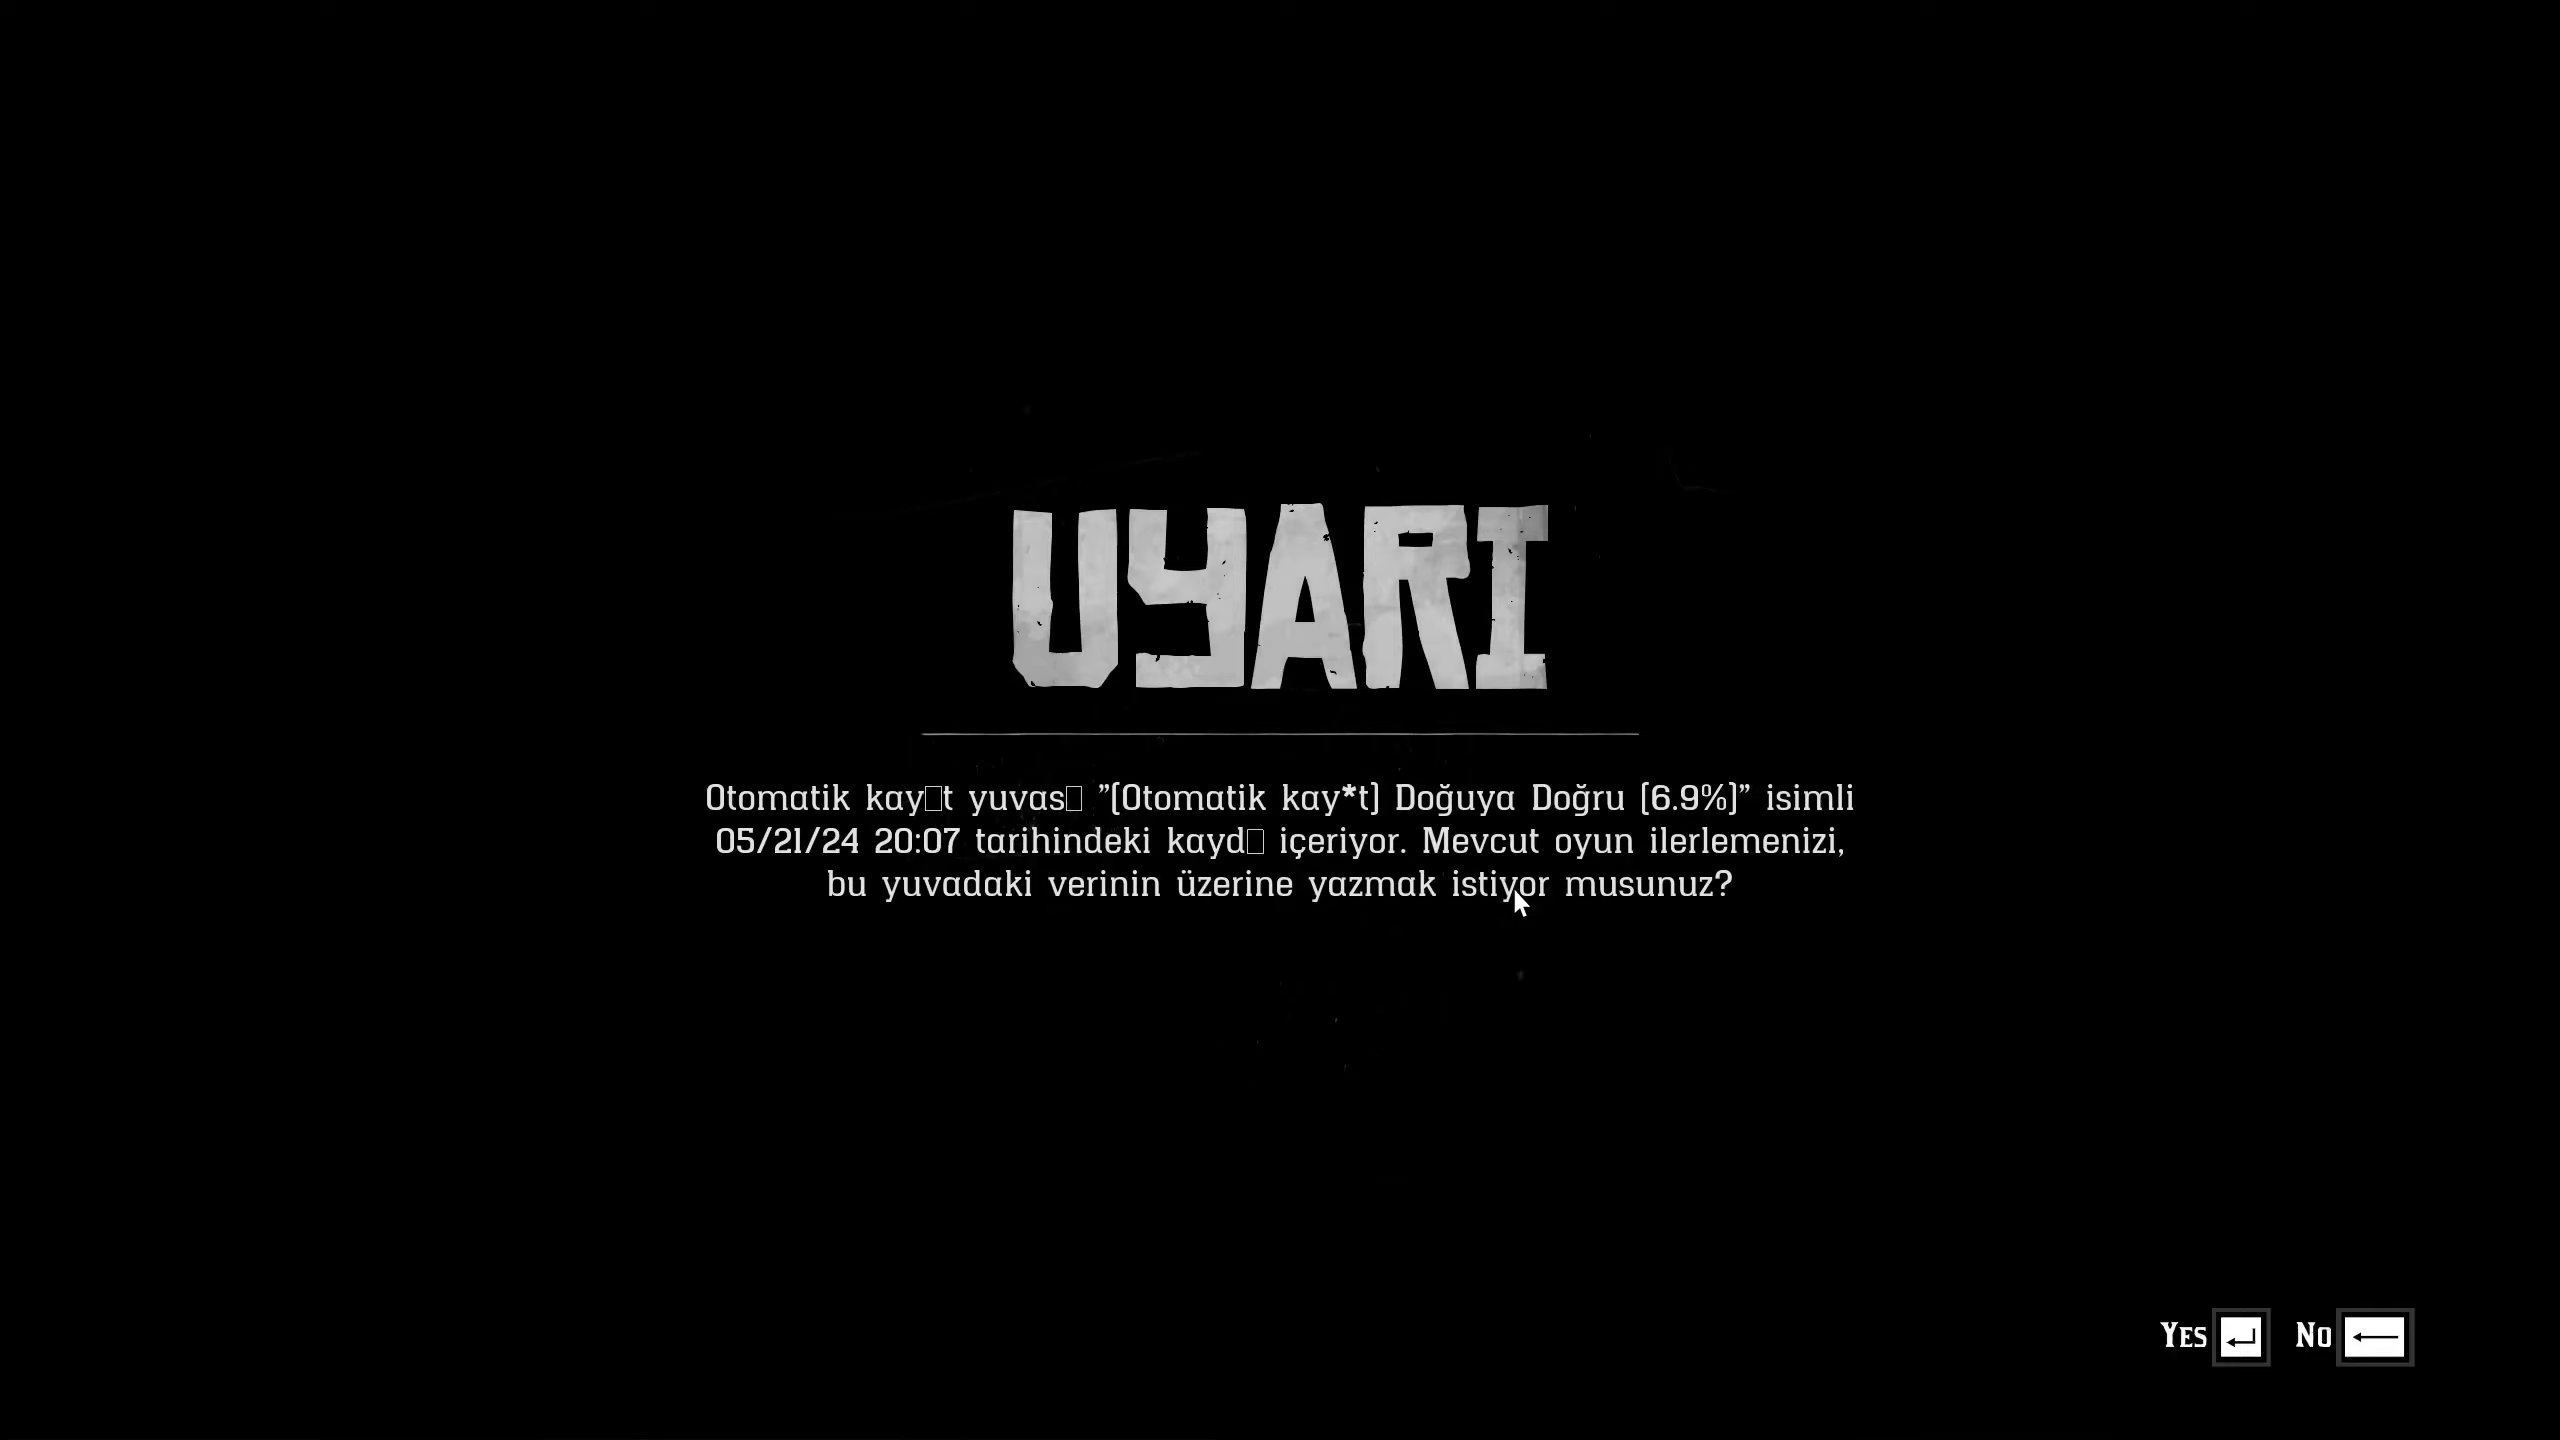 UYARI
Otomatik kay□t yuvas□ ”(Otomatik kay*t) Doğuya Doğru (6.9%)” isimli
05/21/24 20:07 tarihindeki kayd□ içeriyor. Mevcut oyun ilerlemenizi,
bu yuvadaki verinin üzerine yazmak istiyor musunuz?
Yes No